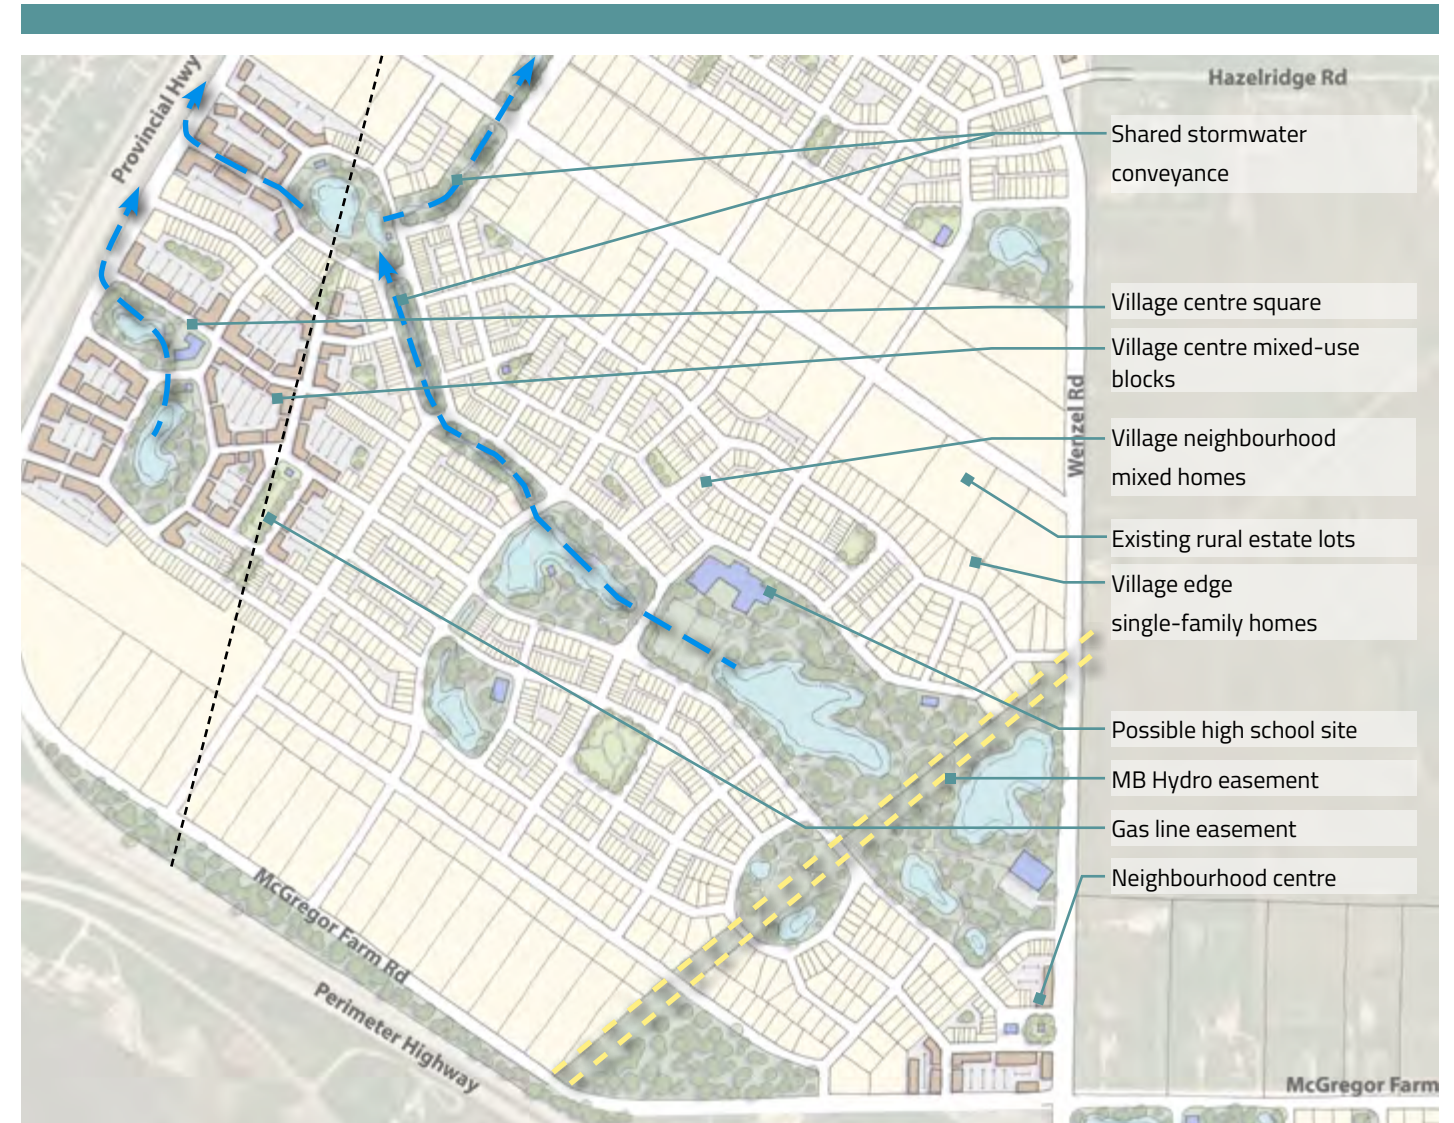 Hazelridge Rd
Provincial Hwy
Shared stormwater
conveyance
Village centre square
Village centre mixed-use
blocks
Wenzel Rd
Village neighbourhood
mixed homes
Existing rural estate lots
Village edge
single-family homes
Possible high school site
MB Hydro easement
Gas line easement
Neighbourhood centre
McGregor Farm Rd
Perimeter Highway
McGregor Farm